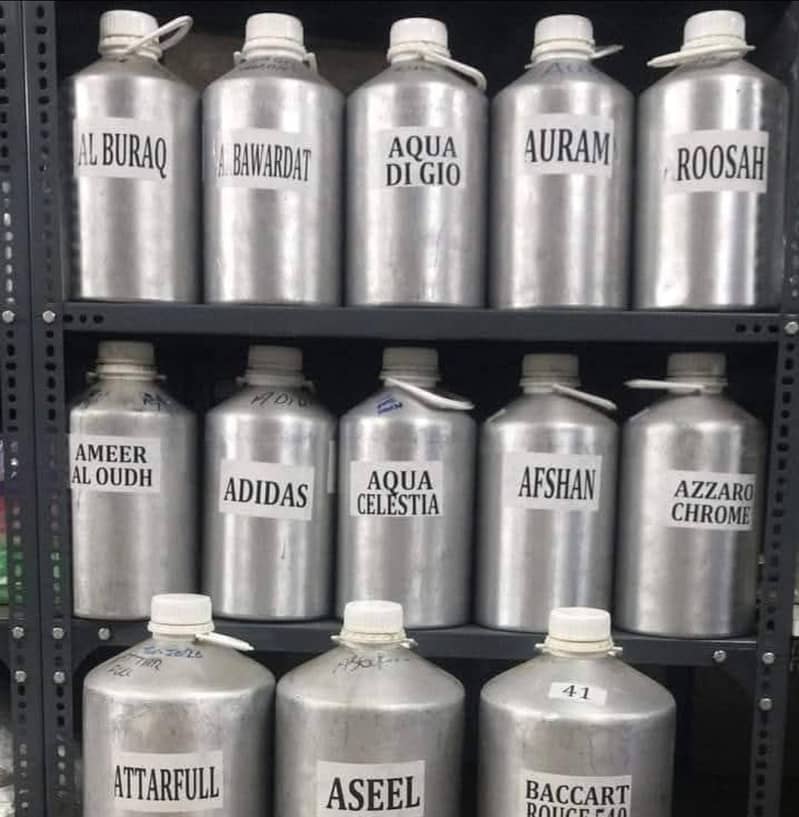 AL BURAQ
BAWARDAT
AQUA
DI GIO
AURAM
ROOSAH
AMEER
AL OUDH
ADIDAS
AQUA
CELESTIA
AFSHAN
AZZARO
CHROME
41
ATTARFULL
ASEEL
BACCART
ROUGE 540